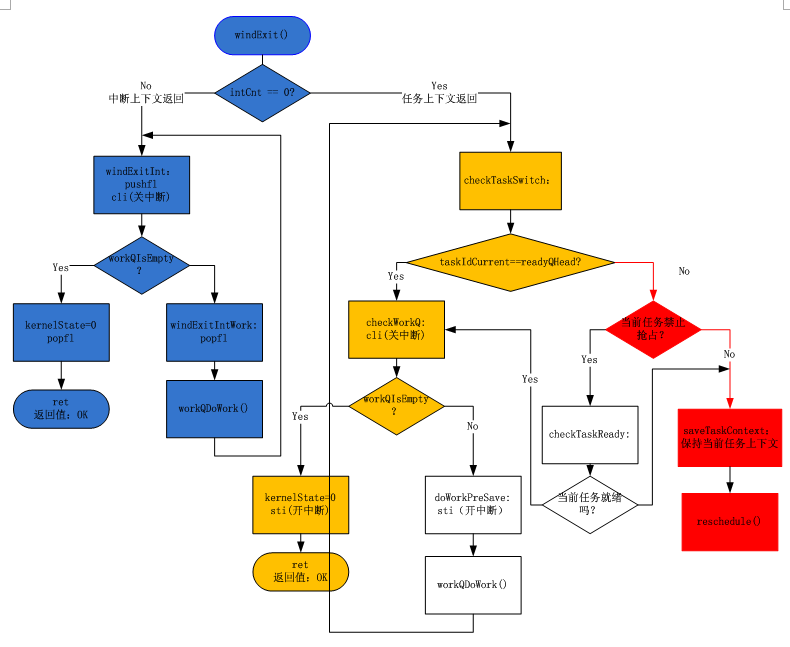 windExit()
intCnt == 0?
No
中断上下文返回
Yes
任务上下文返回
windExitInt：
pushfl
cli(关中断)
checkTaskSwitch：
workQIsEmpty
?
Yes
taskIdCurrent==readyQHead?
Yes
No
kernelState=0
popfl
windExitIntWork:
popfl
checkWorkQ:
cli(关中断)
当前任务禁止
抢占?
Yes
No
ret
返回值：OK
workQDoWork()
workQIsEmpty
?
Yes
No
Yes
checkTaskReady:
saveTaskContext：
保持当前任务上下文
kernelState=0
sti(开中断)
doWorkPreSave:
sti（开中断）
当前任务就绪
吗?
reschedule()
ret
返回值：OK
workQDoWork()